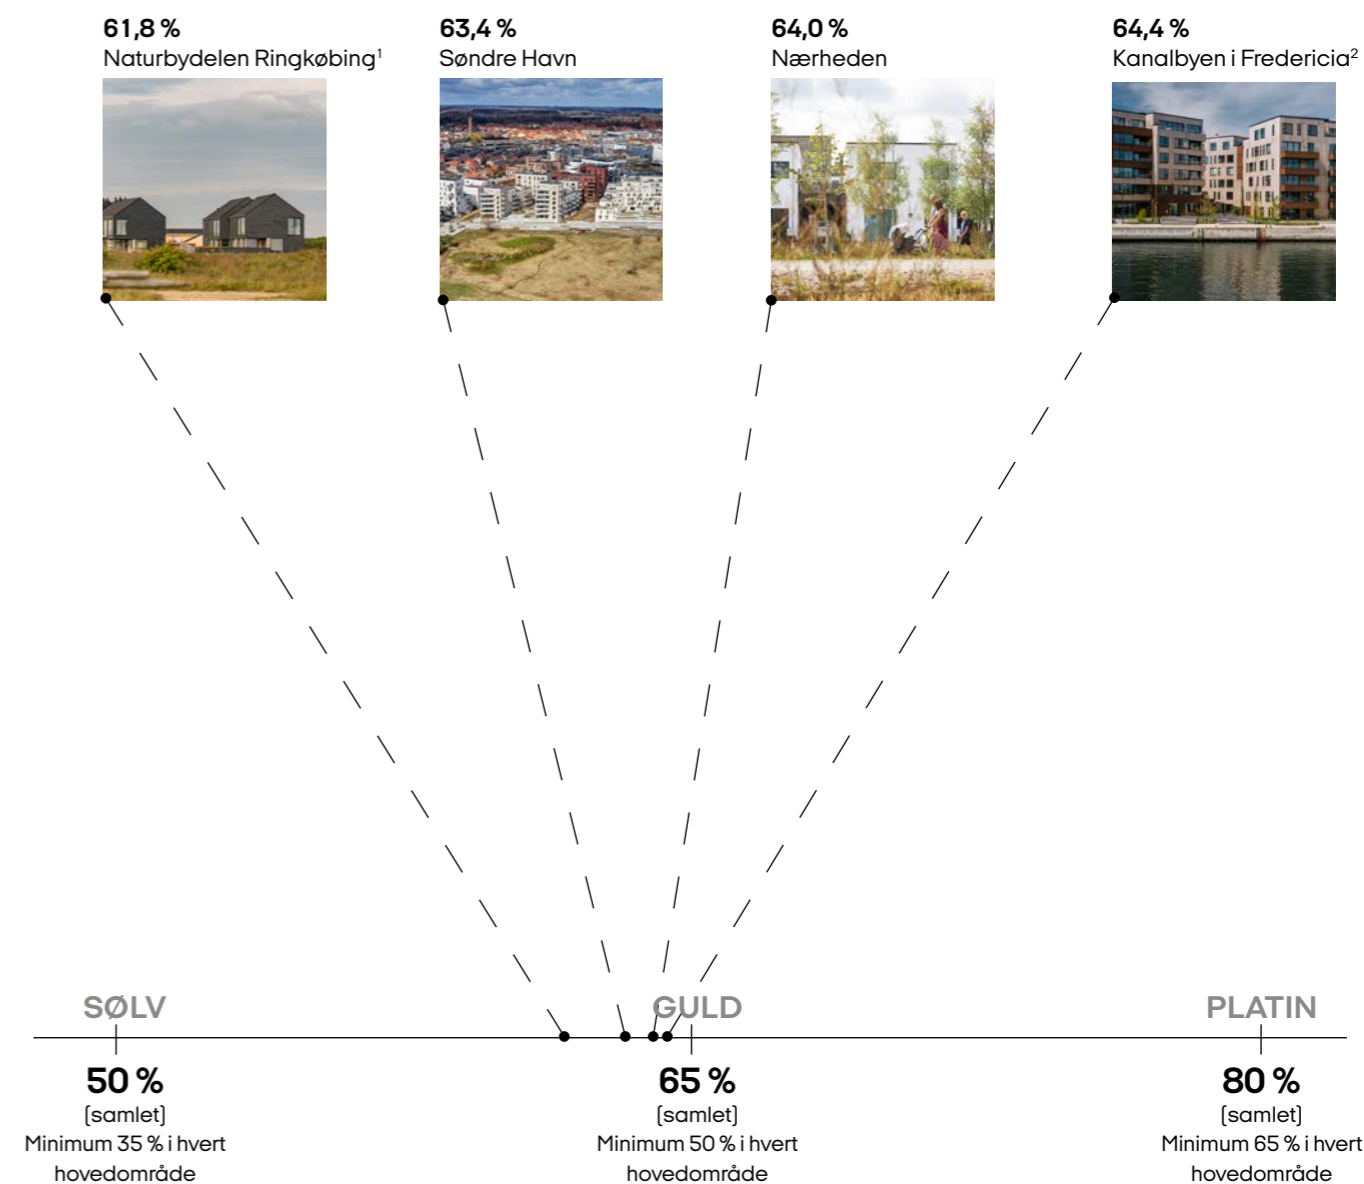 61,8 %
Naturbydelen Ringkøbing¹
63,4 %
Søndre Havn
64,0 %
Nærheden
64,4 %
Kanalbyen i Fredericia²
SØLV
GULD
PLATIN
50 %
(samlet)
Minimum 35 % i hvert
hovedområde
65 %
(samlet)
Minimum 50 % i hvert
hovedområde
80 %
(samlet)
Minimum 65 % i hvert
hovedområde